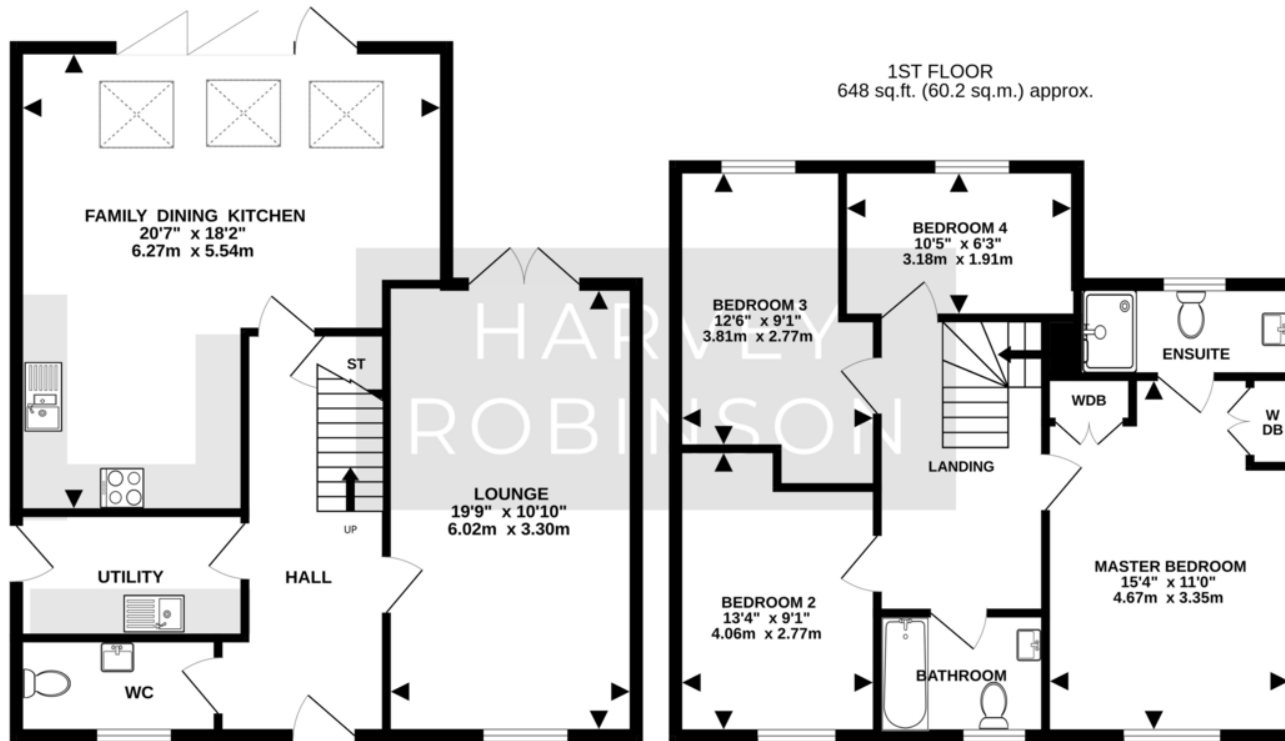 1ST FLOOR
648 sq.ft. (60.2 sq.m.) approx.
FAMILY DINING KITCHEN
20'7" x 18'2"
6.27m x 5.54m
ST
UP
LOUNGE
19'9" x 10'10"
6.02m x 3.30m
UTILITY
HALL
WC
BEDROOM 4
10'5" x 6'3"
3.18m x 1.91m
BEDROOM 3
12'6" x 9'1"
3.81m x 2.77m
ENSUITE
WDB
W
DB
LANDING
MASTER BEDROOM
15'4" x 11'0"
4.67m x 3.35m
BEDROOM 2
13'4" x 9'1"
4.06m x 2.77m
BATHROOM
HARVEY
ROBINSON